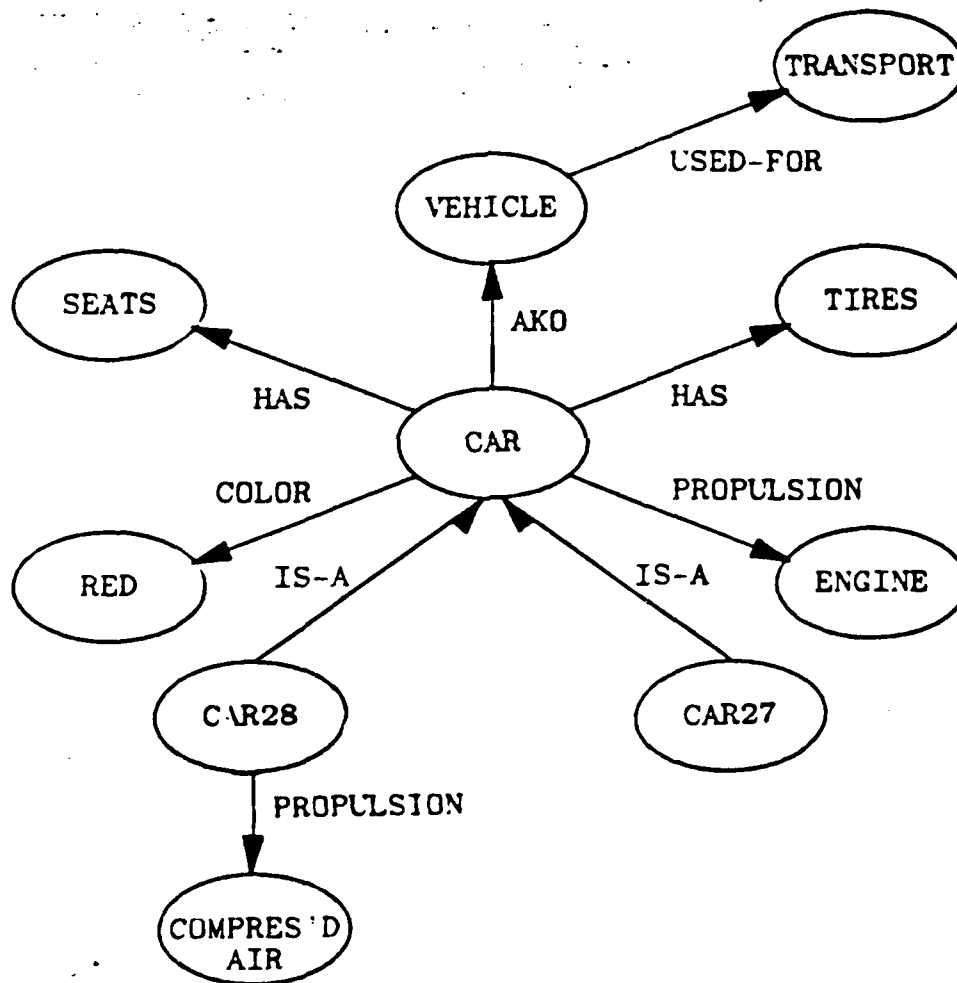 TRANSPORT
USED-FOR
VEHICLE
SEATS
TIRES
AKO
HAS
HAS
CAR
COLOR
PROPULSION
RED
IS-A
IS-A
ENGINE
CAR28
CAR27
PROPULSION
COMPRES'D
AIR